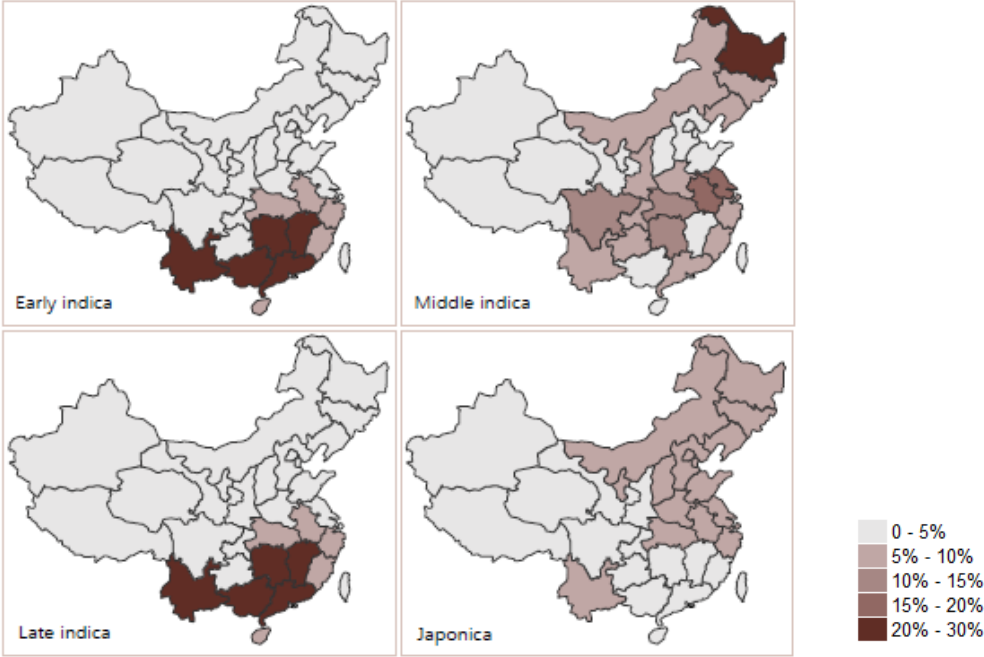 Early indica
Middle indica
Late indica
Japonica
0 - 5%
5% - 10%
10% - 15%
15% - 20%
20% - 30%